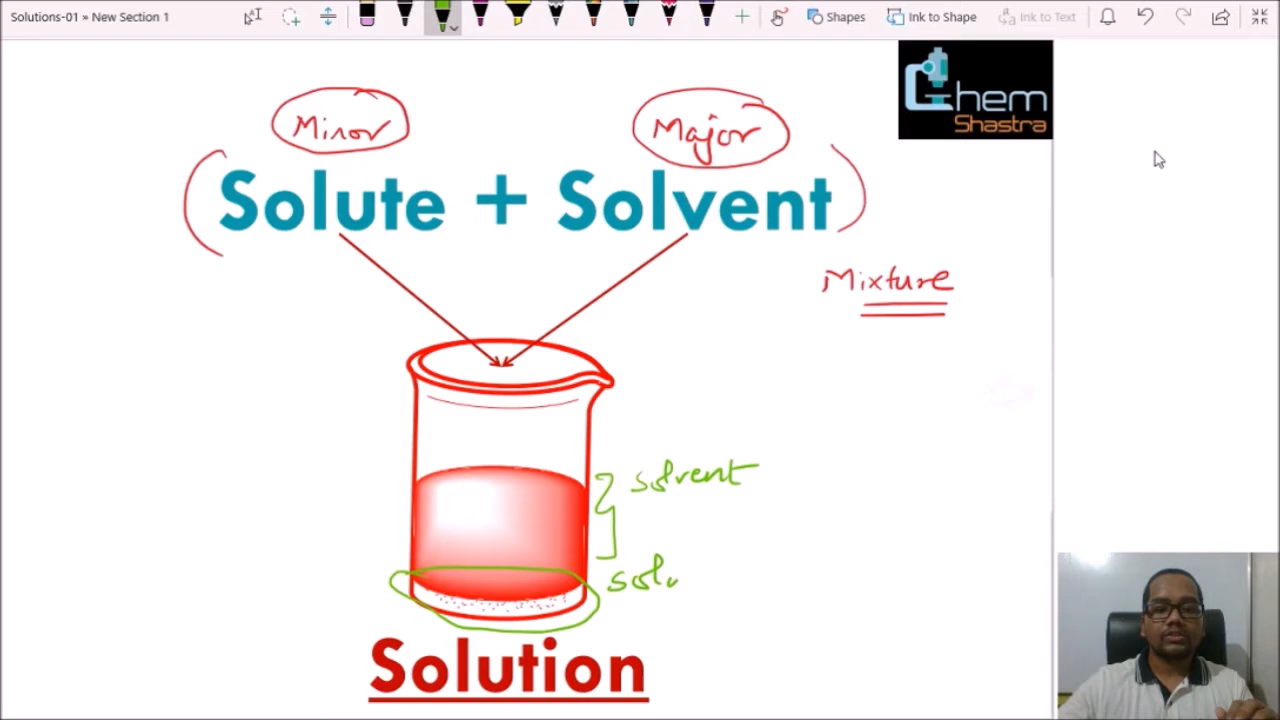 Solutions-01 » New Section 1
Shapes
Ink to Shape
Ink to Text
Chem
Shastra
Minor
Major
(Solute + Solvent)
Mixture
solvent
solu
Solution